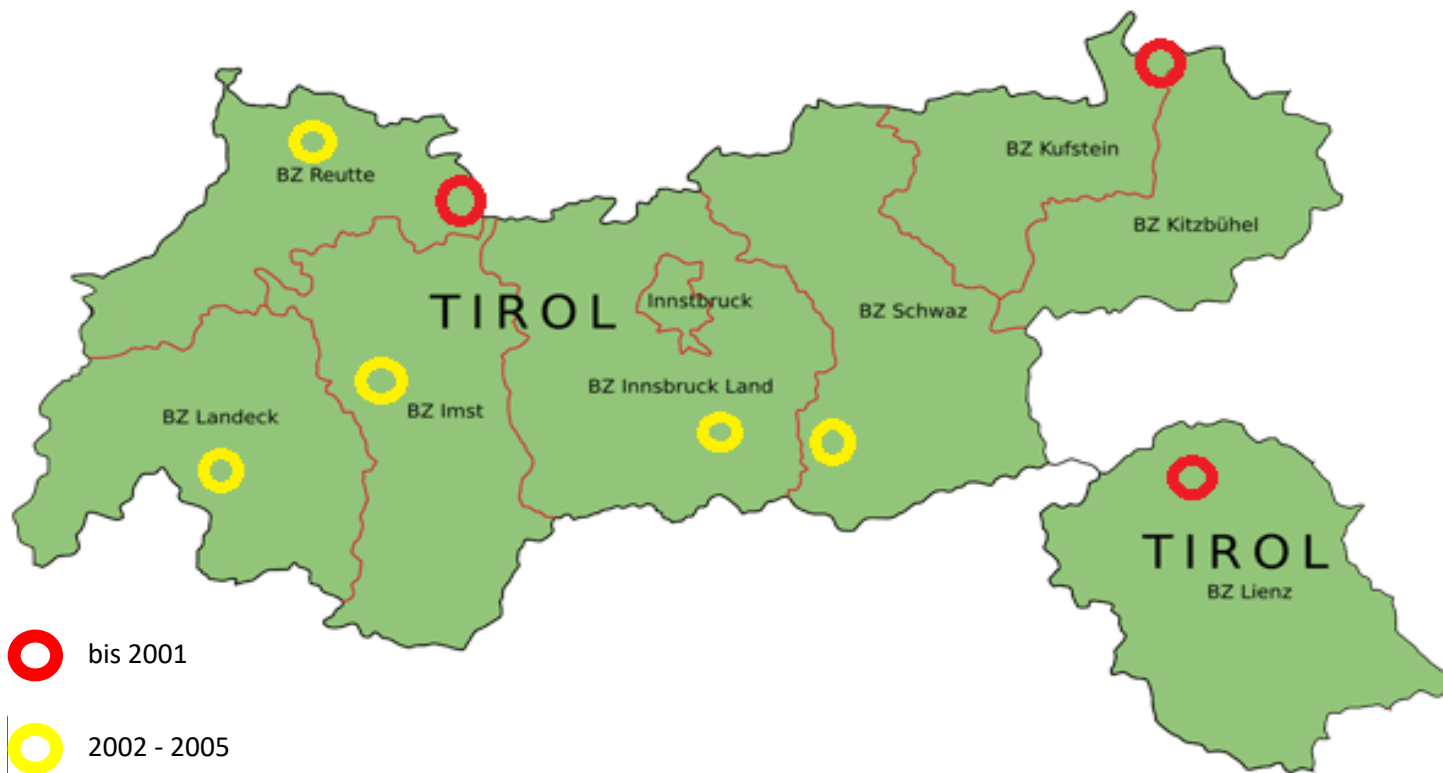 BZ Reutte
BZ Kufstein
BZ Kitzbühel
TIROL
Innstbruck
BZ Schwaz
BZ Innsbruck Land
BZ Landeck
BZ Imst
TIROL
BZ Lienz
bis 2001
2002 - 2005